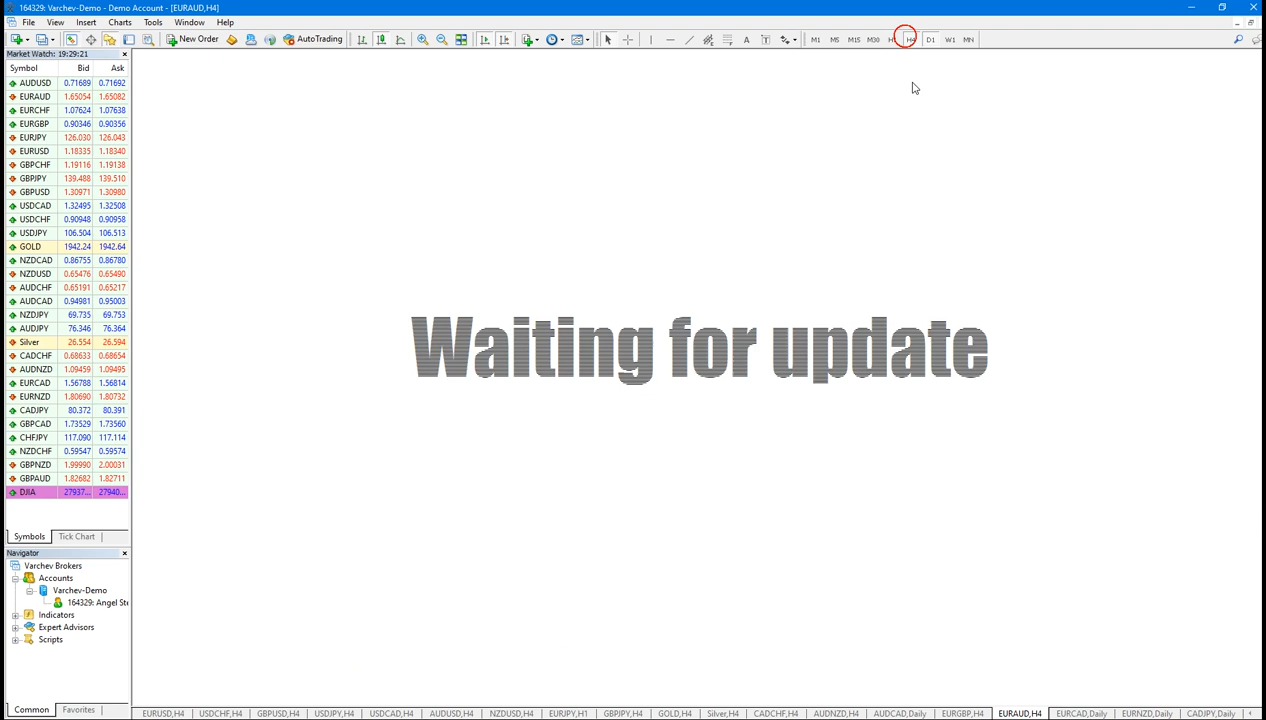 164329: Varchev-Demo - Demo Account - [EURAUD,H4]
File View Insert Charts Tools Window Help
New Order AutoTrading A T M1 M5 M15 M30 H4 D1 W1 MN
Market Watch: 19:29:21
Symbol Bid Ask
AUDUSD 0.71689 0.71692
EURAUD 1.65054 1.65082
EURCHF 1.07624 1.07638
EURGBP 0.90346 0.90356
EURJPY 126.030 126.043
EURUSD 1.18335 1.18340
GBPCHF 1.19116 1.19138
GBPJPY 139.488 139.510
GBPUSD 1.30971 1.30980
USDCAD 1.32495 1.32508
USDCHF 0.90948 0.90958
USDJPY 106.504 106.513
GOLD 1942.24 1942.64
NZDCAD 0.86755 0.86780
NZDUSD 0.65476 0.65490
AUDCHF 0.65191 0.65217
AUDCAD 0.94981 0.95003
NZDJPY 69.735 69.753
AUDJPY 76.346 76.364
Silver 26.554 26.594
CADCHF 0.68633 0.68654
AUDNZD 1.09459 1.09495
EURCAD 1.56788 1.56814
EURNZD 1.80690 1.80732
CADJPY 80.372 80.391
GBPCAD 1.73529 1.73560
CHFJPY 117.090 117.114
NZDCHF 0.59547 0.59574
GBPNZD 1.99990 2.00031
GBPAUD 1.82682 1.82711
DJIA 27937... 27940...
Symbols Tick Chart
Navigator
Varchev Brokers
Accounts
Varchev-Demo
164329: Angel Ste
Indicators
Expert Advisors
Scripts
Common Favorites
Waiting for update
EURUSD,H4 USDCHF,H4 GBPUSD,H4 USDJPY,H4 USDCAD,H4 AUDUSD,H4 NZDUSD,H4 EURJPY,H1 GBPJPY,H4 GOLD,H4 Silver,H4 CADCHF,H4 AUDNZD,H4 AUDCAD,Daily EURGBP,H4 EURAUD,H4 EURCAD,Daily EURNZD,Daily CADJPY,Daily